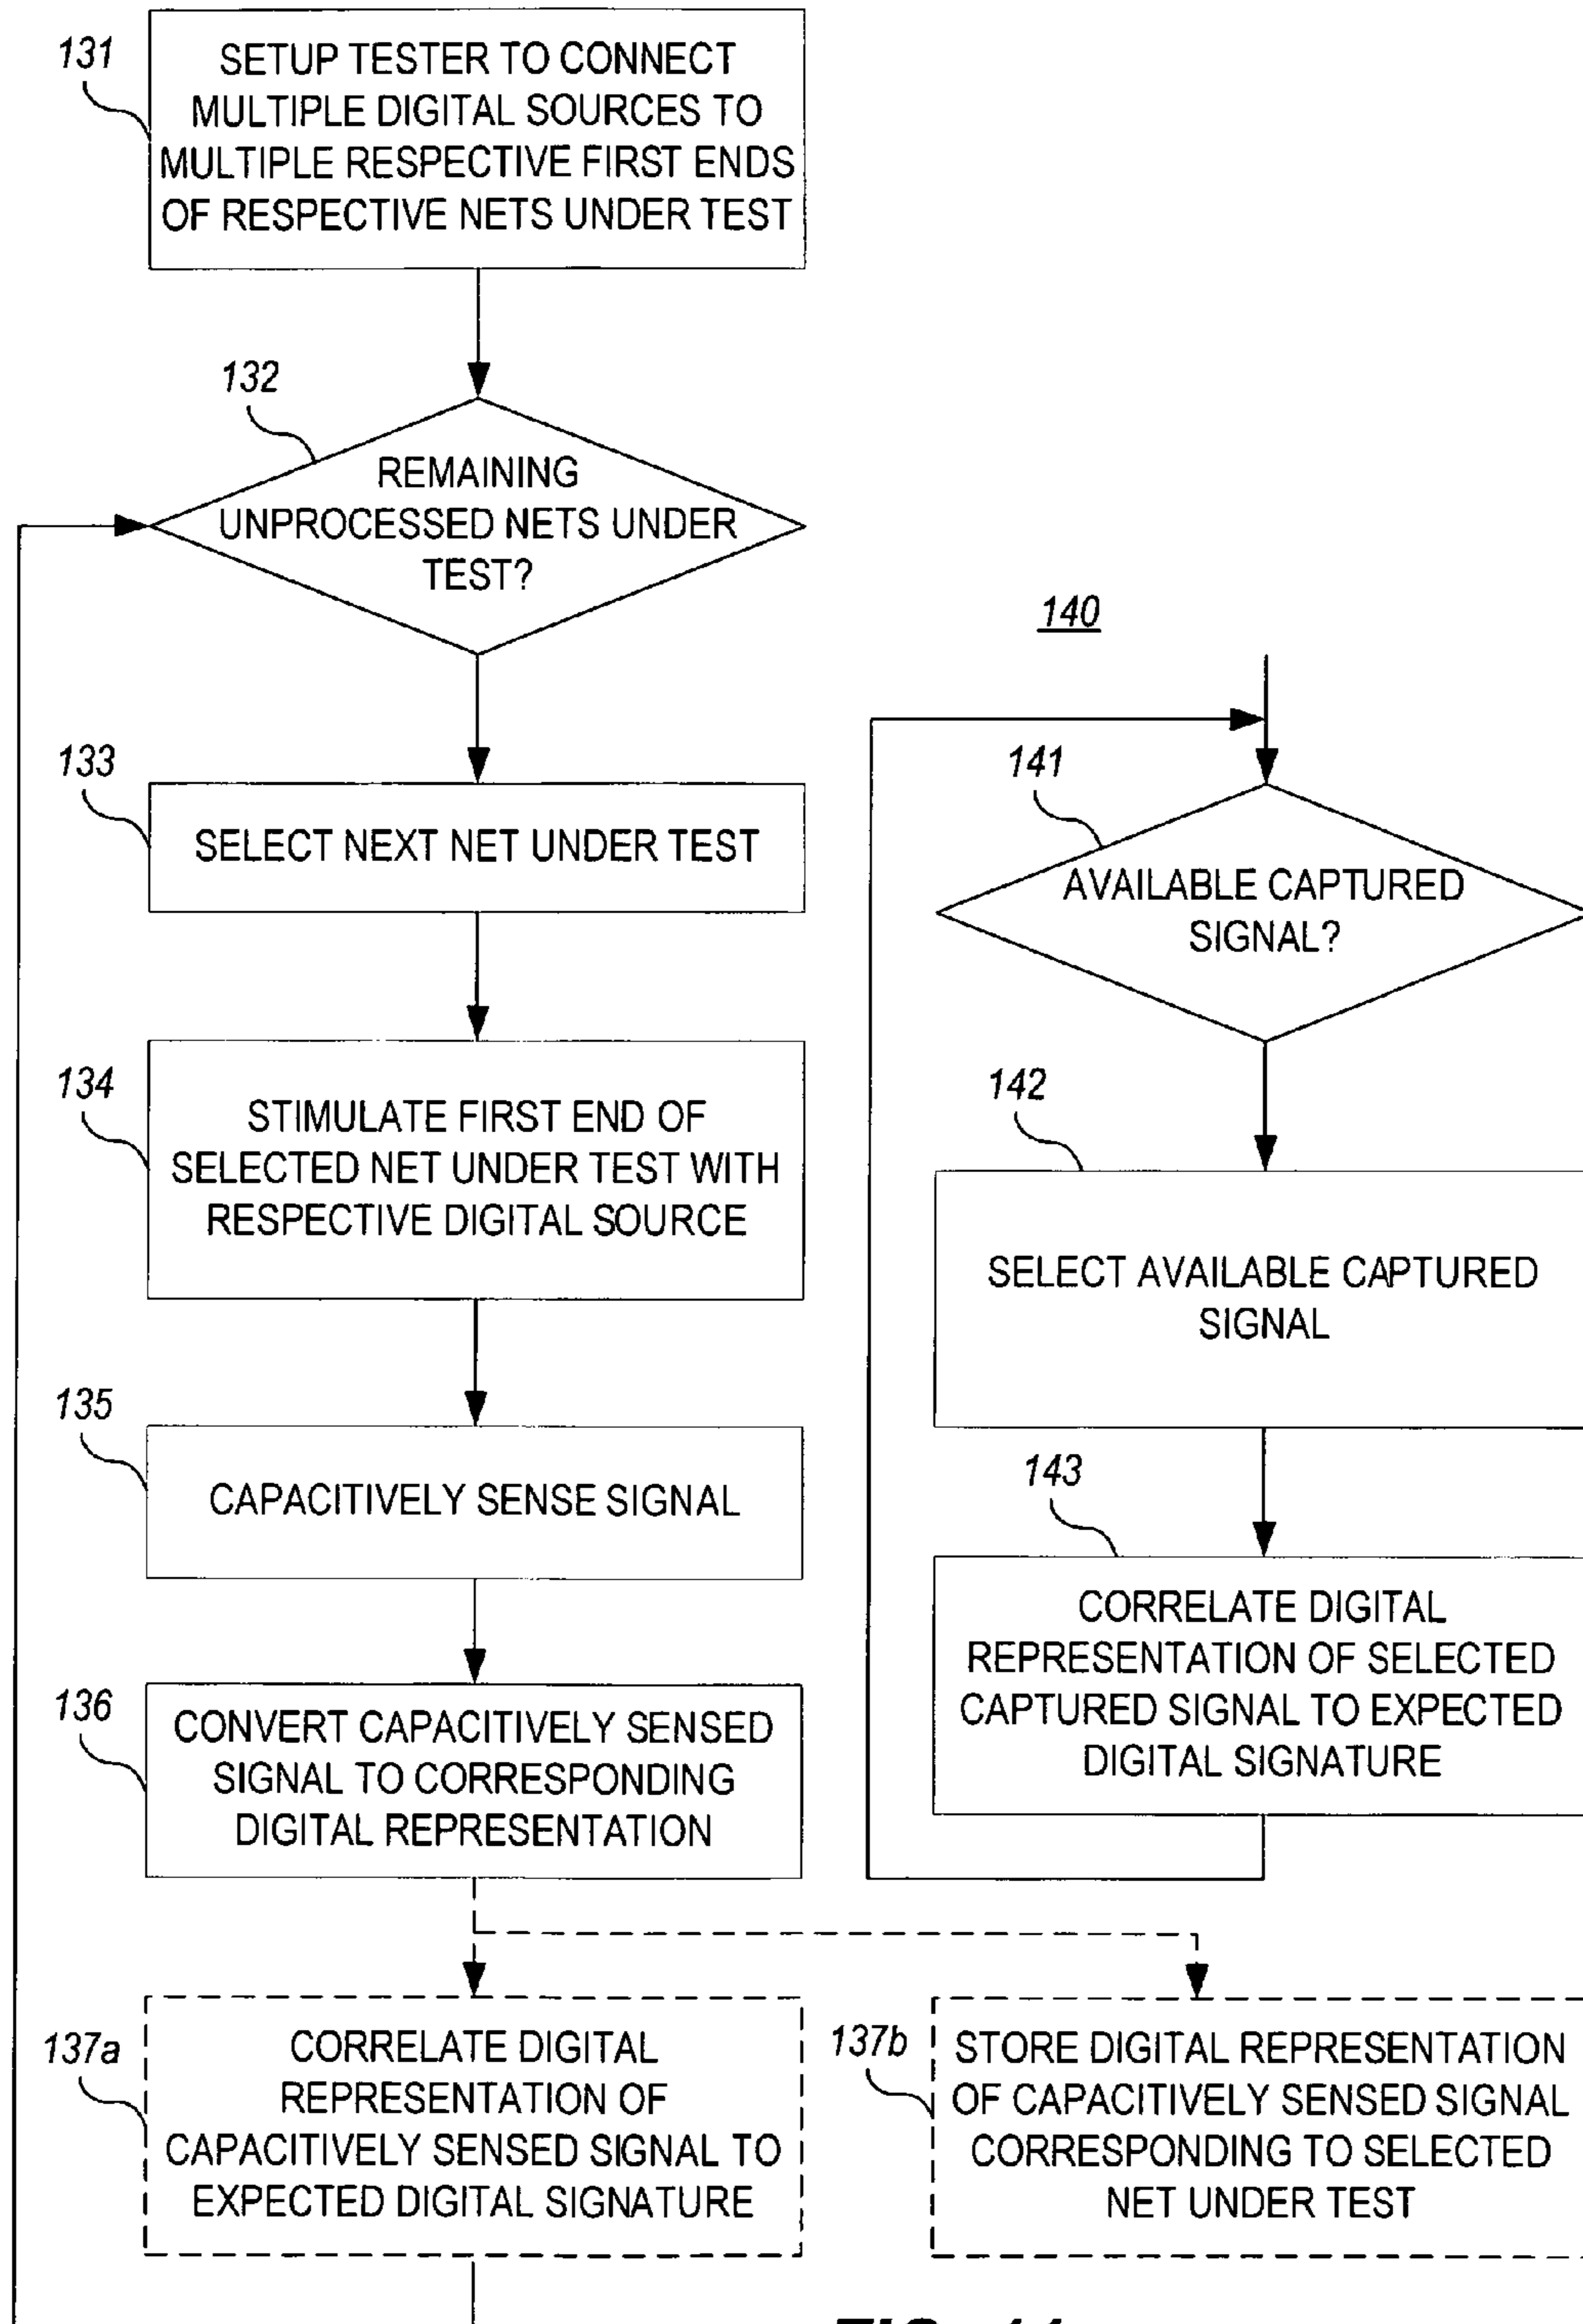 131
SETUP TESTER TO CONNECT
MULTIPLE DIGITAL SOURCES TO
MULTIPLE RESPECTIVE FIRST ENDS
OF RESPECTIVE NETS UNDER TEST
132
REMAINING
UNPROCESSED NETS UNDER
TEST?
133
SELECT NEXT NET UNDER TEST
134
STIMULATE FIRST END OF
SELECTED NET UNDER TEST WITH
RESPECTIVE DIGITAL SOURCE
135
CAPACITIVELY SENSE SIGNAL
136
CONVERT CAPACITIVELY SENSED
SIGNAL TO CORRESPONDING
DIGITAL REPRESENTATION
137a
CORRELATE DIGITAL
REPRESENTATION OF
CAPACITIVELY SENSED SIGNAL TO
EXPECTED DIGITAL SIGNATURE
137b
STORE DIGITAL REPRESENTATION
OF CAPACITIVELY SENSED SIGNAL
CORRESPONDING TO SELECTED
NET UNDER TEST
140
141
AVAILABLE CAPTURED
SIGNAL?
142
SELECT AVAILABLE CAPTURED
SIGNAL
143
CORRELATE DIGITAL
REPRESENTATION OF SELECTED
CAPTURED SIGNAL TO EXPECTED
DIGITAL SIGNATURE